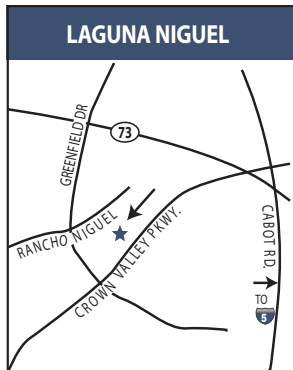 LAGUNA NIGUEL
GREENFIELD DR
73
RANCHO NIGUEL
CROWN VALLEY PKWY.
CABOT RD.
TO
5